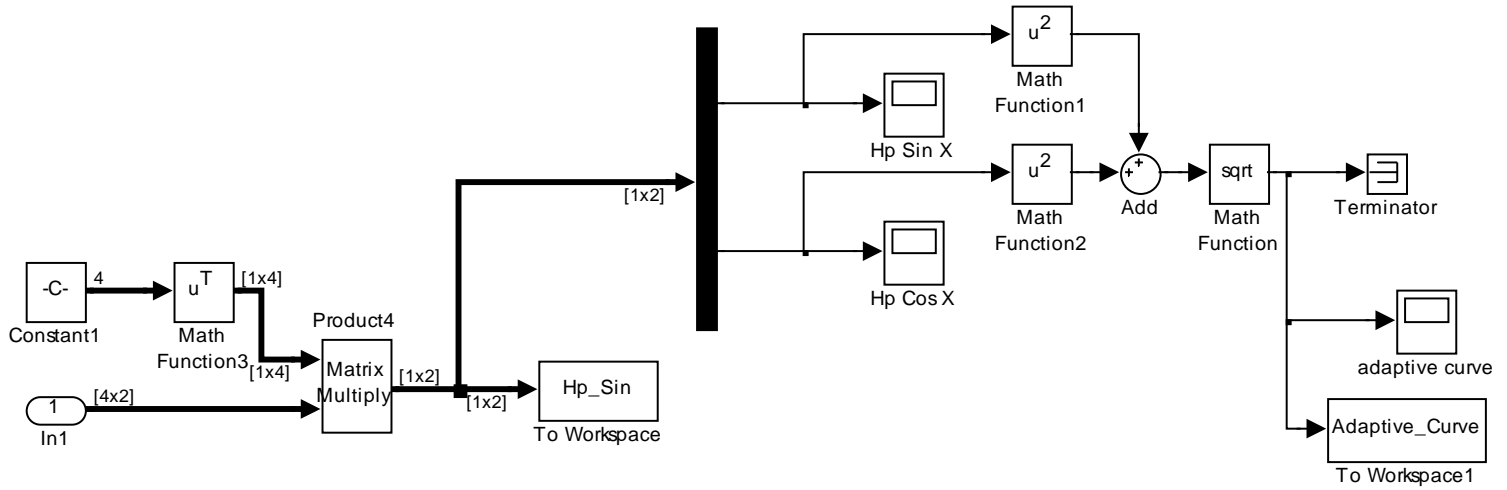 u2
Math
Function1
Hp Sin X
u2
Math
Function2
+
+
Add
sqrt
Math
Function
Terminator
[1x2]
Hp Cos X
-C-
4
Constant1
uT
[1x4]
Math
Function3
[1x4]
Product4
Matrix
Multiply
[1x2]
[1x2]
Hp_Sin
To Workspace
1
[4x2]
In1
adaptive curve
Adaptive_Curve
To Workspace1